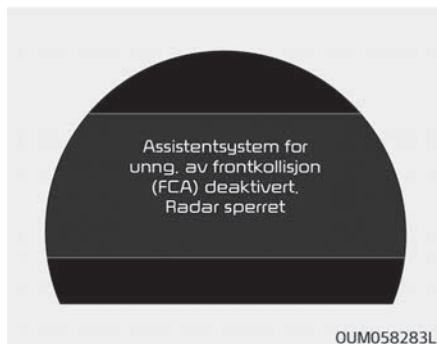 Assistentsystem for
unng. av frontkollisjon
(FCA) deaktivert.
Radar sperret
OUM058283L